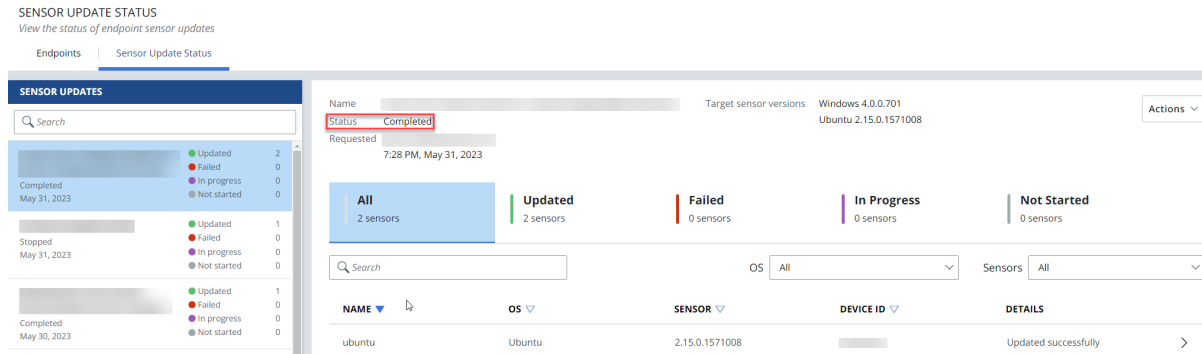 SENSOR UPDATE STATUS
View the status of endpoint sensor updates
Endpoints Sensor Update Status
SENSOR UPDATES
Search
Updated 2
Failed 0
In progress 0
Not started 0
Completed
May 31, 2023
Updated 1
Failed 0
In progress 0
Not started 0
Stopped
May 31, 2023
Updated 1
Failed 0
In progress 0
Not started 0
Completed
May 30, 2023
Name
Status Completed
Requested
7:28 PM, May 31, 2023
Target sensor versions Windows 4.0.0.701
Ubuntu 2.15.0.1571008
Actions
All
2 sensors
Updated
2 sensors
Failed
0 sensors
In Progress
0 sensors
Not Started
0 sensors
Search
OS All
Sensors All
NAME OS SENSOR DEVICE ID DETAILS
ubuntu Ubuntu 2.15.0.1571008 Updated successfully